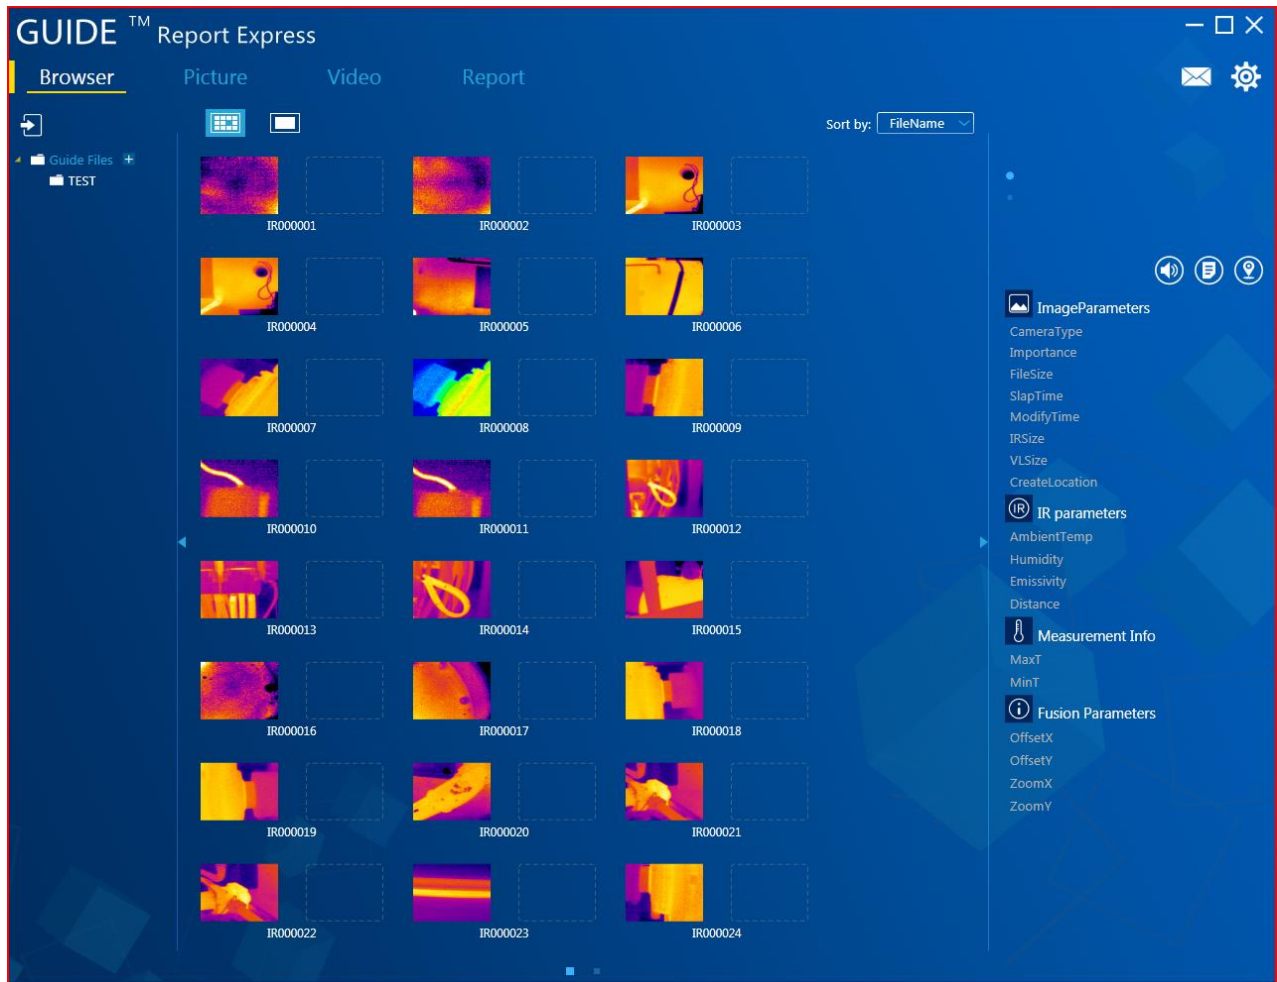 GUIDE ™ Report Express
Browser Picture Video Report
Sort by: FileName
Guide Files +
TEST
IR000001 IR000002 IR000003
IR000004 IR000005 IR000006
IR000007 IR000008 IR000009
IR000010 IR000011 IR000012
IR000013 IR000014 IR000015
IR000016 IR000017 IR000018
IR000019 IR000020 IR000021
IR000022 IR000023 IR000024
ImageParameters
CameraType
Importance
FileSize
SlapTime
ModifyTime
IRSize
VLSize
CreateLocation
IR IR parameters
AmbientTemp
Humidity
Emissivity
Distance
Measurement Info
MaxT
MinT
Fusion Parameters
OffsetX
OffsetY
ZoomX
ZoomY